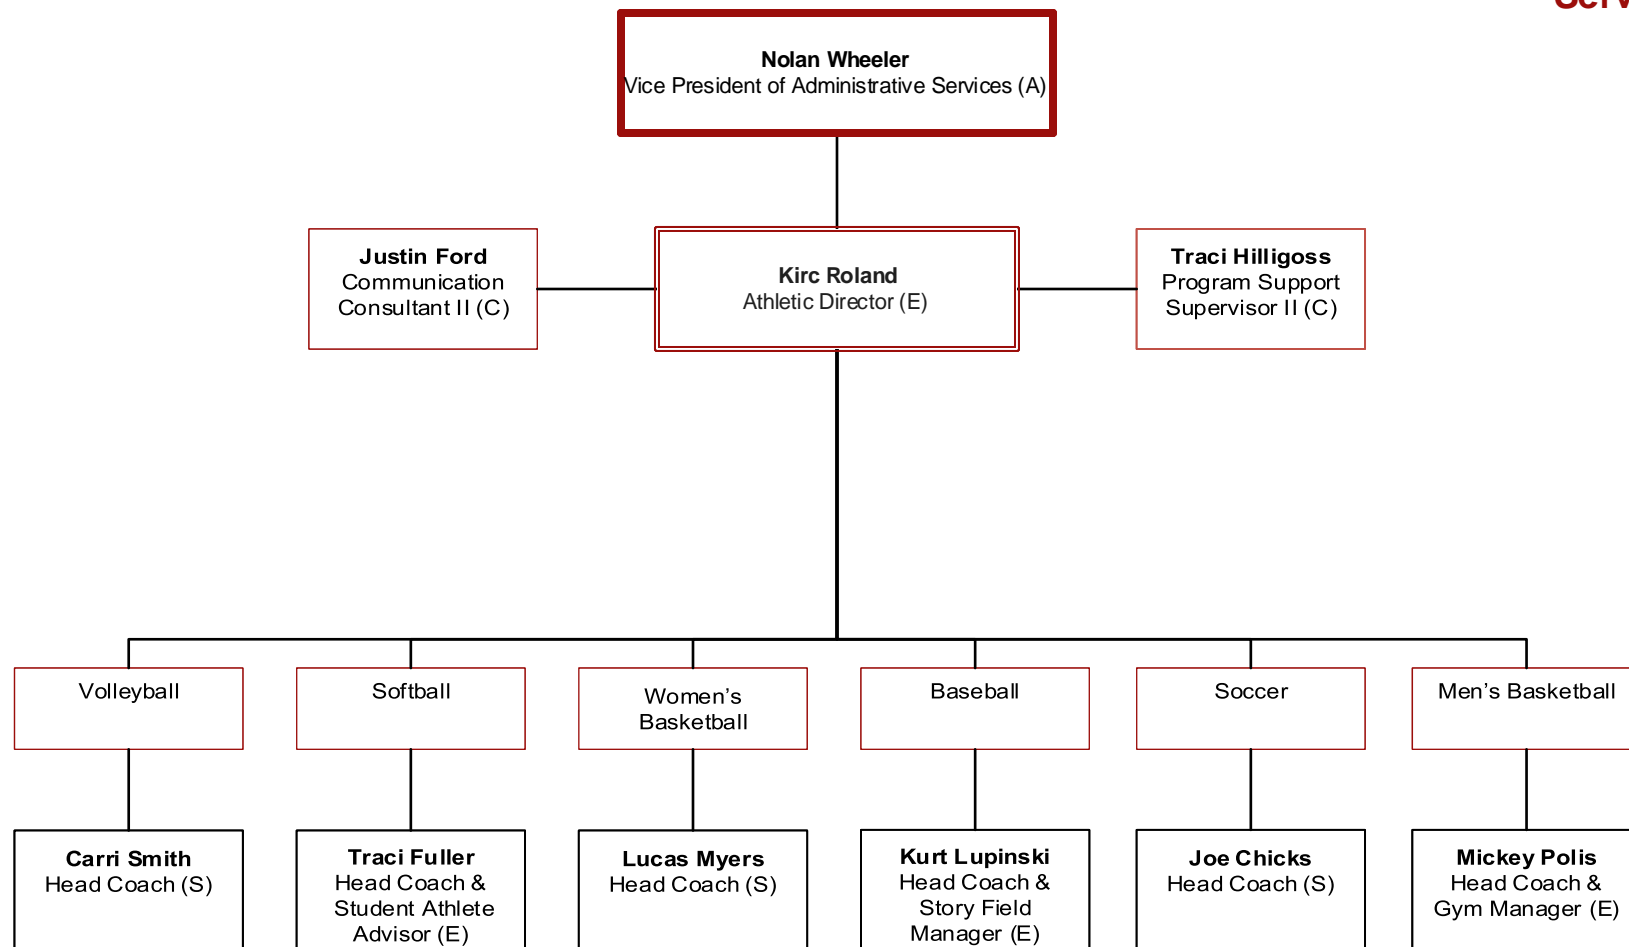 Nolan Wheeler
Vice President of Administrative Services (A)
Justin Ford
Communication
Consultant II (C)
Kirc Roland
Athletic Director (E)
Traci Hilligoss
Program Support
Supervisor II (C)
Volleyball
Softball
Women’s
Basketball
Baseball
Soccer
Men’s Basketball
Carri Smith
Head Coach (S)
Traci Fuller
Head Coach &
Student Athlete
Advisor (E)
Lucas Myers
Head Coach (S)
Kurt Lupinski
Head Coach &
Story Field
Manager (E)
Joe Chicks
Head Coach (S)
Mickey Polis
Head Coach &
Gym Manager (E)